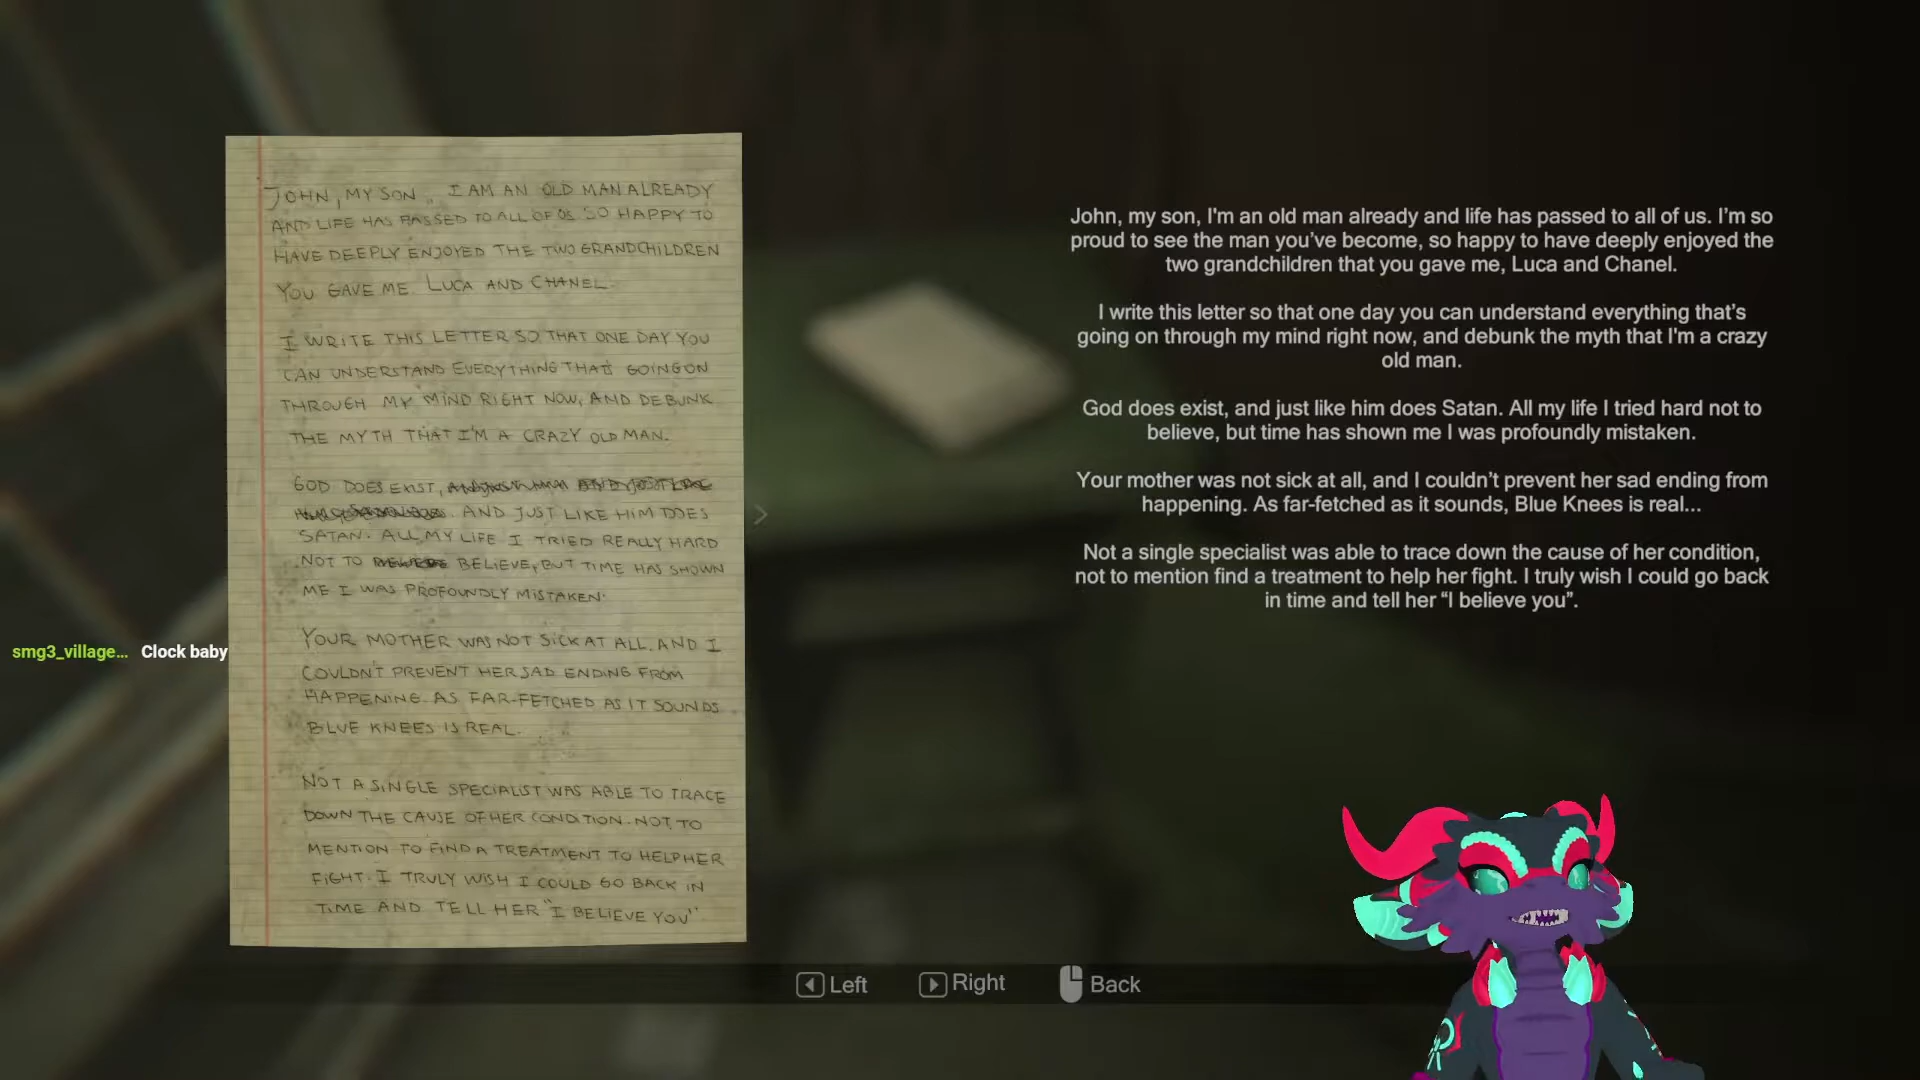 JOHN, MY SON.. I AM AN OLD MAN ALREADY
AND LIFE HAS PASSED TO ALL OF US SO HAPPY TO
HAVE DEEPLY ENJOYED THE TWO GRANDCHILDREN
YOU GAVE ME. LUCA AND CHANEL.
I WRITE THIS LETTER SO THAT ONE DAY YOU
CAN UNDERSTAND EVERYTHING THAT'S GOING ON
THROUGH MY MIND RIGHT NOW, AND DEBUNK
THE MYTH THAT I'M A CRAZY OLD MAN.
GOD DOES EXIST,
AND JUST LIKE HIM DOES
SATAN. ALL MY LIFE I TRIED REALLY HARD
NOT TO BELIEVE, BUT TIME HAS SHOWN
ME I WAS PROFOUNDLY MISTAKEN.
YOUR MOTHER WAS NOT SICK AT ALL. AND I
COULDN'T PREVENT HER SAD ENDING FROM
HAPPENING. AS FAR-FETCHED AS IT SOUNDS
BLUE KNEES IS REAL.
NOT A SINGLE SPECIALIST WAS ABLE TO TRACE
DOWN THE CAUSE OF HER CONDITION. NOT TO
MENTION TO FIND A TREATMENT TO HELP HER
FIGHT. I TRULY WISH I COULD GO BACK IN
TIME AND TELL HER "I BELIEVE YOU"
John, my son, I'm an old man already and life has passed to all of us. I'm so
proud to see the man you've become, so happy to have deeply enjoyed the
two grandchildren that you gave me, Luca and Chanel.
I write this letter so that one day you can understand everything that's
going on through my mind right now, and debunk the myth that I'm a crazy
old man.
God does exist, and just like him does Satan. All my life I tried hard not to
believe, but time has shown me I was profoundly mistaken.
Your mother was not sick at all, and I couldn't prevent her sad ending from
happening. As far-fetched as it sounds, Blue Knees is real...
Not a single specialist was able to trace down the cause of her condition,
not to mention find a treatment to help her fight. I truly wish I could go back
in time and tell her “I believe you”.
smg3_village... Clock baby
Left Right Back